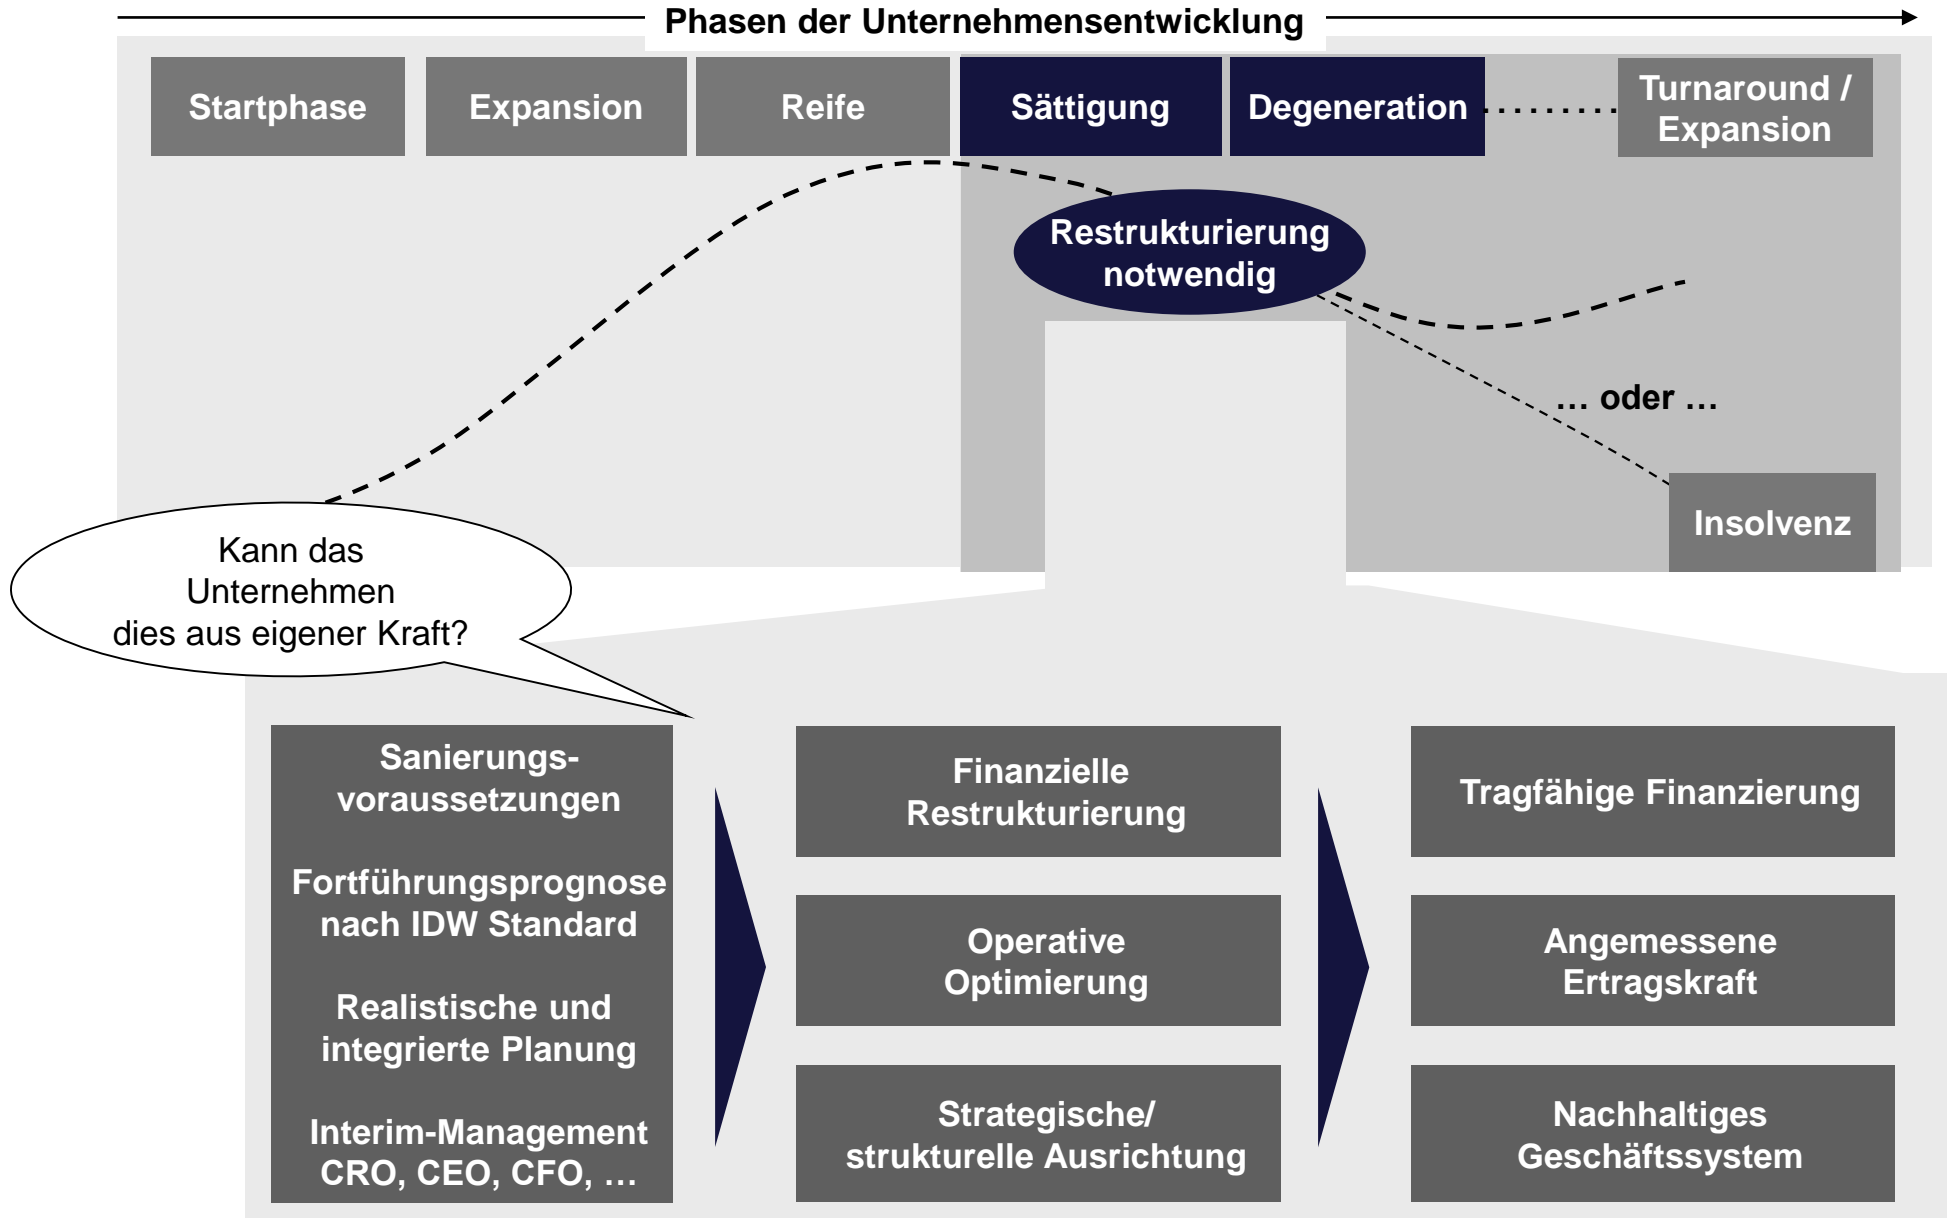 Phasen der Unternehmensentwicklung
Startphase
Expansion
Reife
Sättigung
Degeneration
Turnaround /
Expansion
Restrukturierung
notwendig
… oder …
Insolvenz
Kann das
Unternehmen
dies aus eigener Kraft?
Sanierungs-
voraussetzungen
Fortführungsprognose
nach IDW Standard
Realistische und
integrierte Planung
Interim-Management
CRO, CEO, CFO, …
Finanzielle
Restrukturierung
Operative
Optimierung
Strategische/
strukturelle Ausrichtung
Tragfähige Finanzierung
Angemessene
Ertragskraft
Nachhaltiges
Geschäftssystem